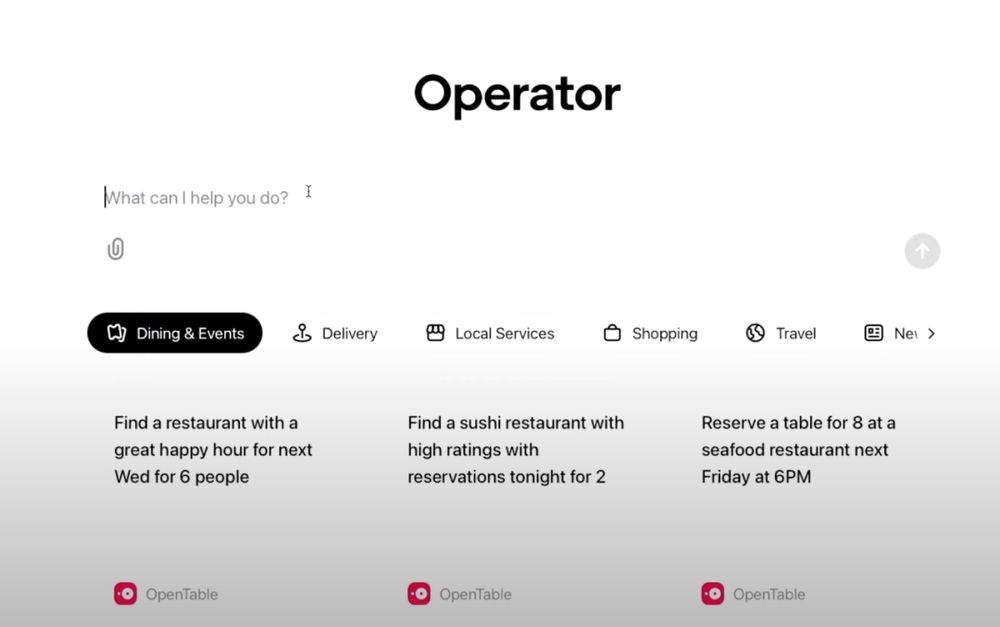 Operator
What can I help you do?
Dining & Events
Delivery
Local Services
Shopping
Travel
Find a restaurant with a
great happy hour for next
Wed for 6 people
Find a sushi restaurant with
high ratings with
reservations tonight for 2
Reserve a table for 8 at a
seafood restaurant next
Friday at 6PM
OpenTable
OpenTable
OpenTable